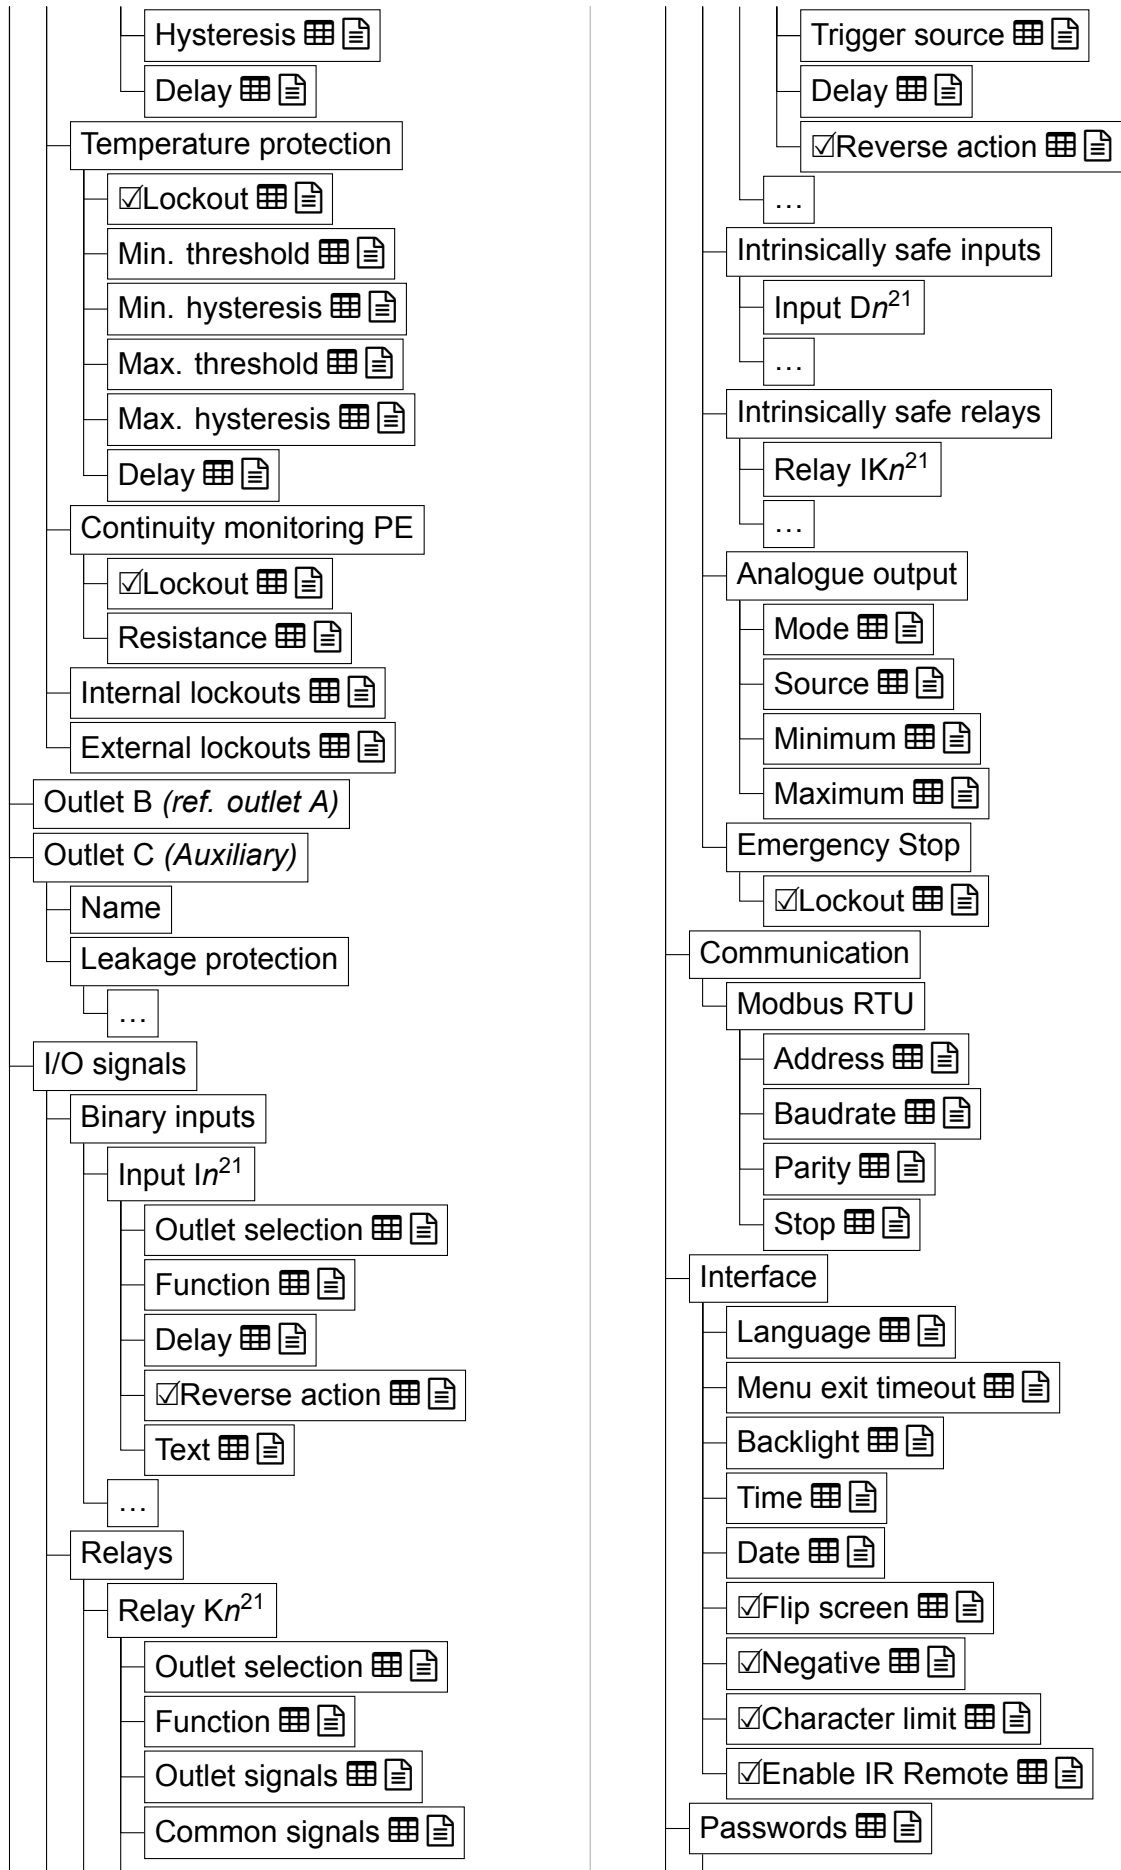 Hysteresis
Delay
Temperature protection
☑Lockout
Min. threshold
Min. hysteresis
Max. threshold
Max. hysteresis
Delay
Continuity monitoring PE
☑Lockout
Resistance
Internal lockouts
External lockouts
Outlet B (ref. outlet A)
Outlet C (Auxiliary)
Name
Leakage protection
…
I/O signals
Binary inputs
Input In²¹
Outlet selection
Function
Delay
☑Reverse action
Text
…
Relays
Relay Kn²¹
Outlet selection
Function
Outlet signals
Common signals
Trigger source
Delay
☑Reverse action
…
Intrinsically safe inputs
Input Dn²¹
…
Intrinsically safe relays
Relay IKn²¹
…
Analogue output
Mode
Source
Minimum
Maximum
Emergency Stop
☑Lockout
Communication
Modbus RTU
Address
Baudrate
Parity
Stop
Interface
Language
Menu exit timeout
Backlight
Time
Date
☑Flip screen
☑Negative
☑Character limit
☑Enable IR Remote
Passwords